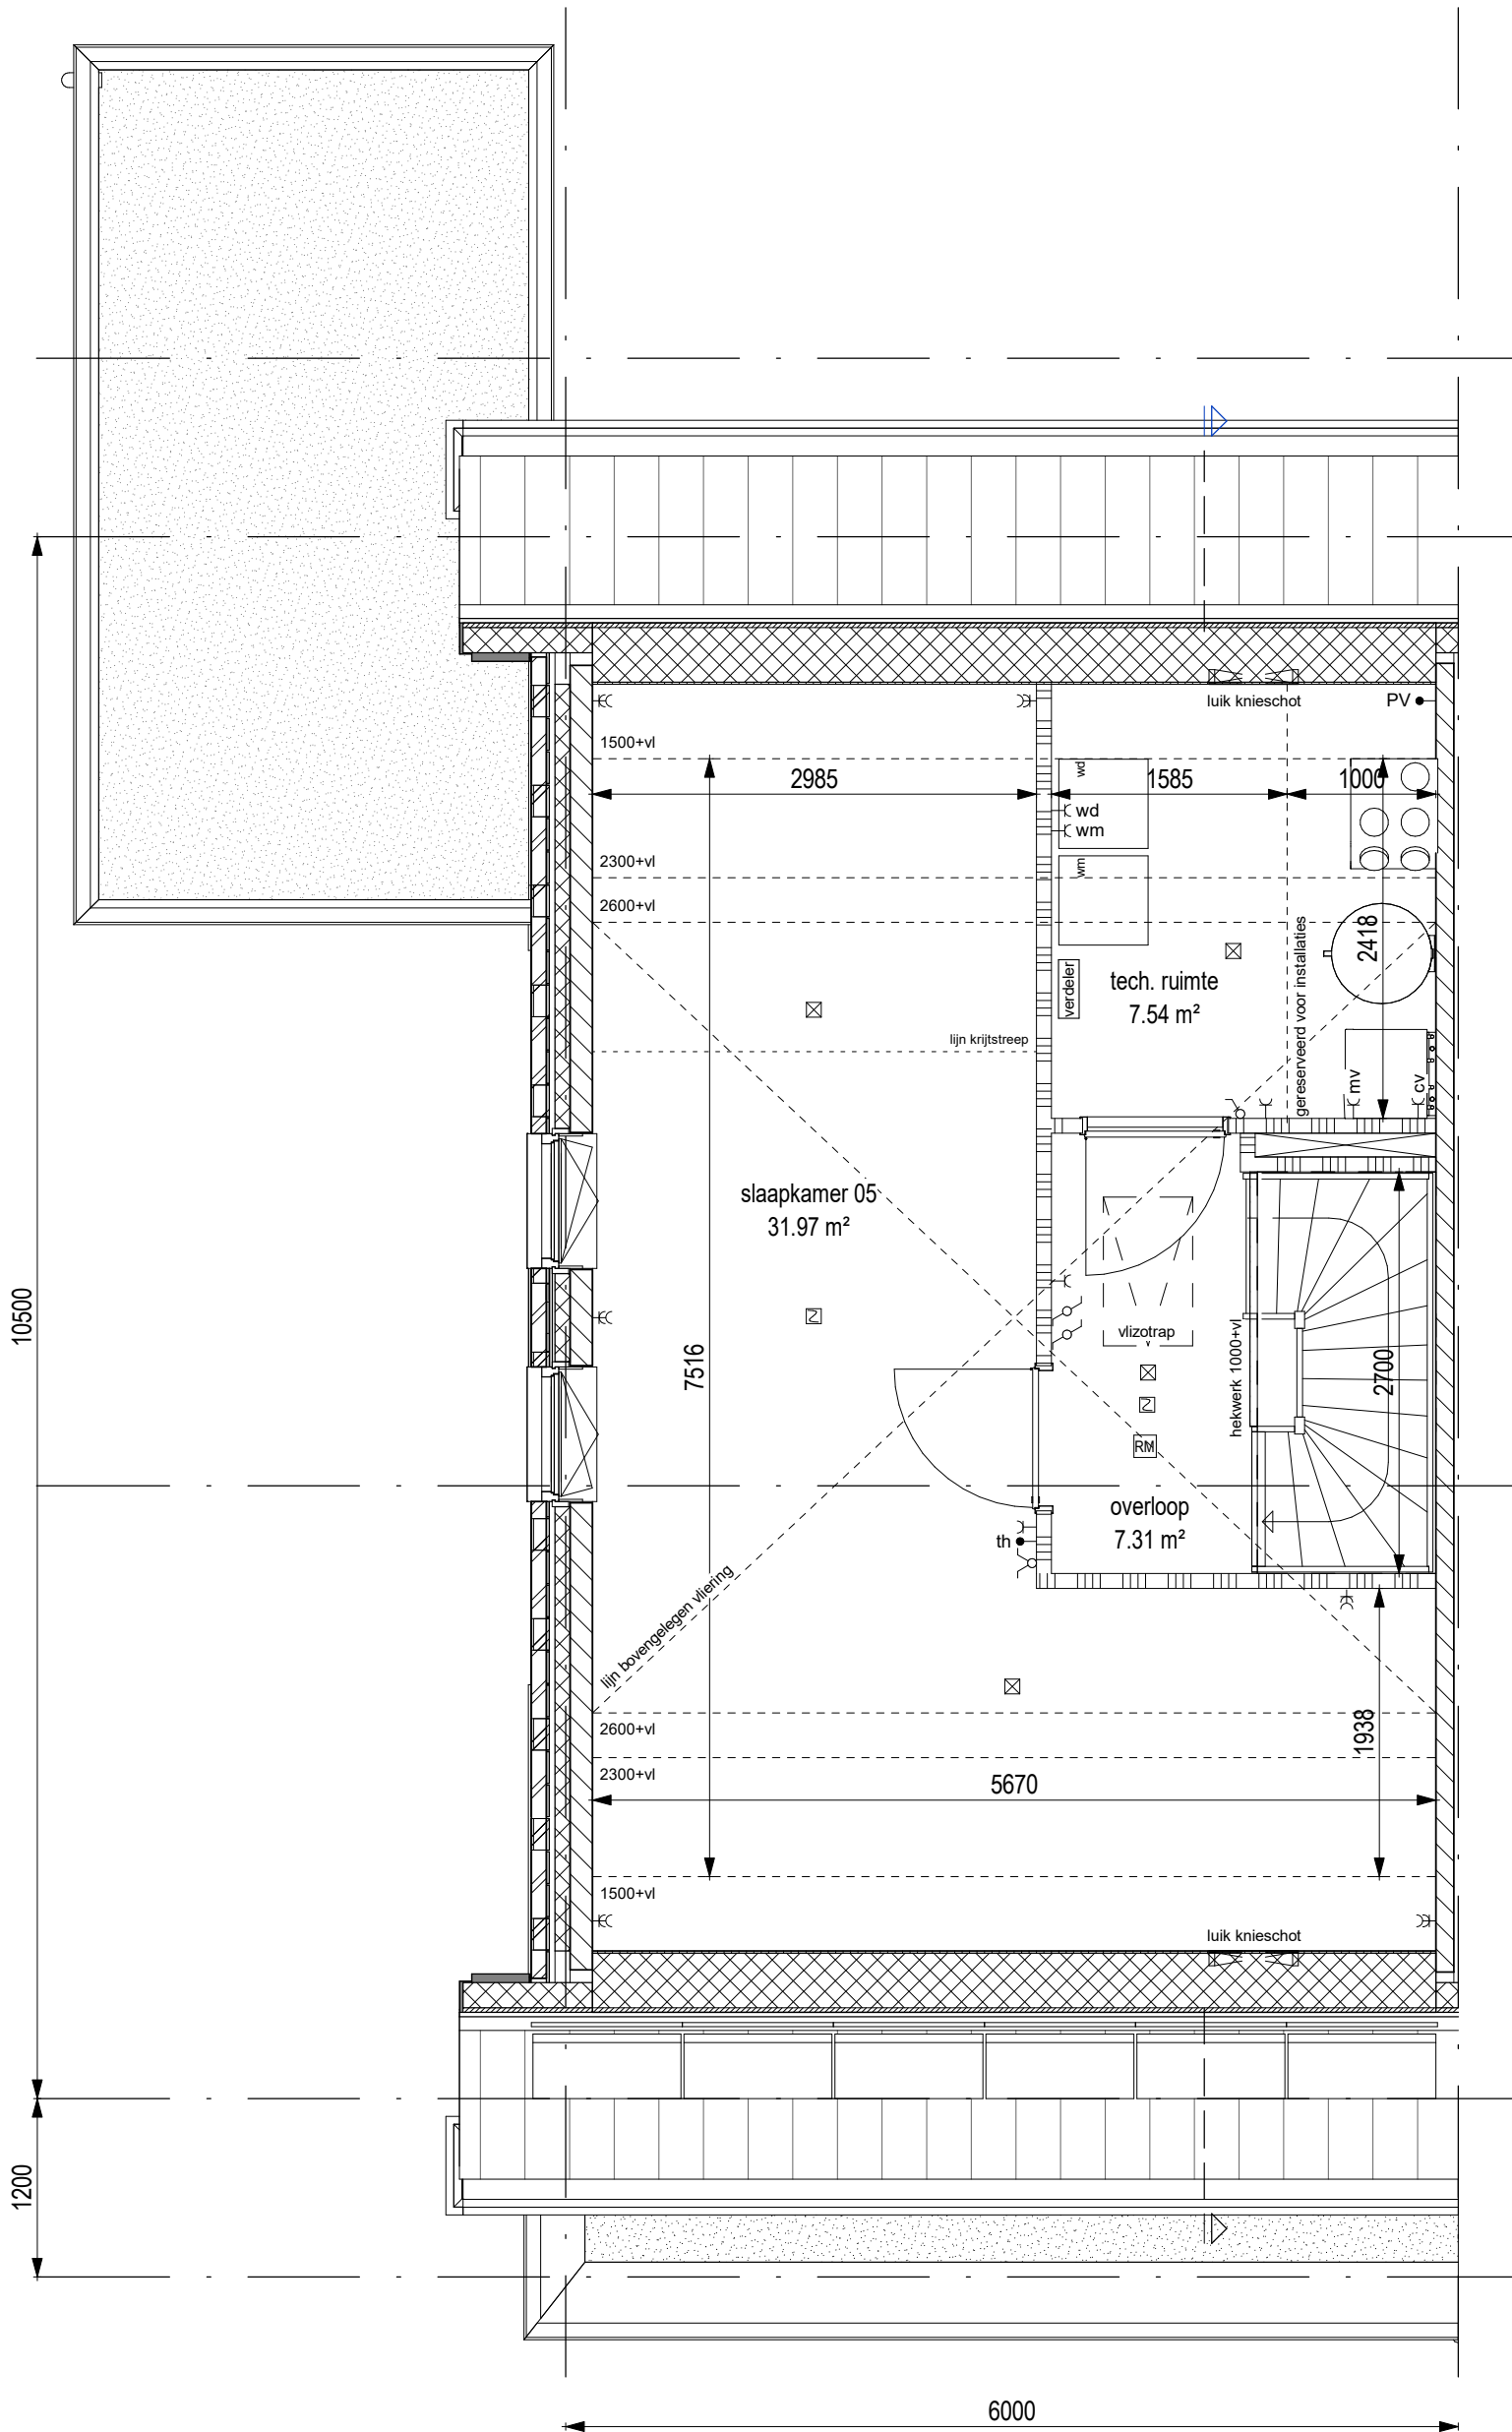 luik knieschot
PV
1500+vl
2985
1585
1000
wd
wd
wm
wm
2300+vl
2600+vl
2418
gereserveerd voor installaties
verdeler
tech. ruimte
7.54 m²
lijn krijtstreep
mv
cv
slaapkamer 05
31.97 m²
10500
7516
vlizotrap
hekwerk 1000+vl
2700
RM
overloop
7.31 m²
th
lijn bovengelegen vliering
2600+vl
1938
2300+vl
5670
1500+vl
luik knieschot
1200
6000